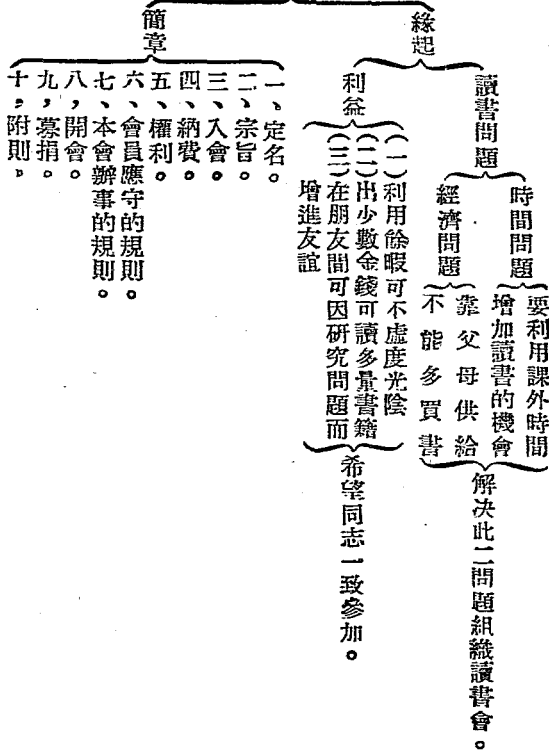 緣起
讀書問題
時間問題
要利用課外時間
增加讀書的機會
經濟問題
靠父母供給
不能多買書
解決此二問題組織讀書會。
利益
(一)利用餘暇可不虛度光陰
(二)出少數金錢可讀多量書籍
(三)在朋友間可因研究問題而
增進友誼
希望同志一致參加。
簡章
一、定名。
二、宗旨。
三、入會。
四、納費。
五、權利。
六、會員應守的規則。
七、本會辦事的規則。
八，開會。
九，募捐。
十，附則。